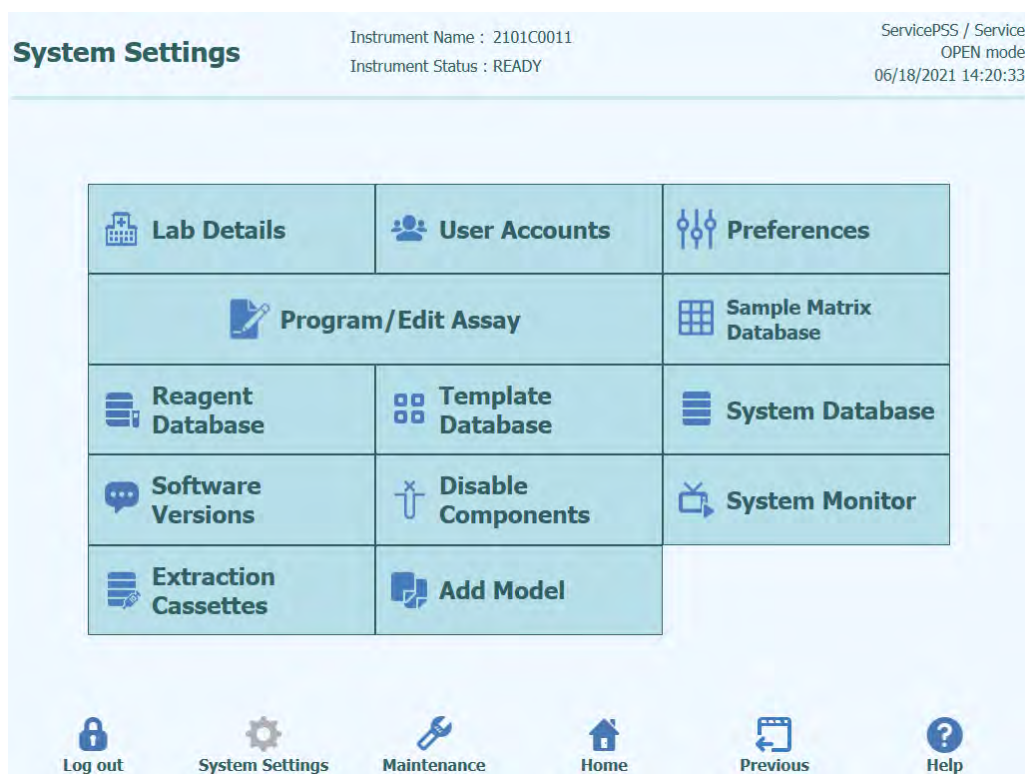 System Settings
Instrument Name : 2101C0011
Instrument Status : READY
ServicePSS / Service
OPEN mode
06/18/2021 14:20:33
Lab Details
User Accounts
Preferences
Program/Edit Assay
Sample Matrix
Database
Reagent
Database
Template
Database
System Database
Software
Versions
Disable
Components
System Monitor
Extraction
Cassettes
Add Model
Log out
System Settings
Maintenance
Home
Previous
Help